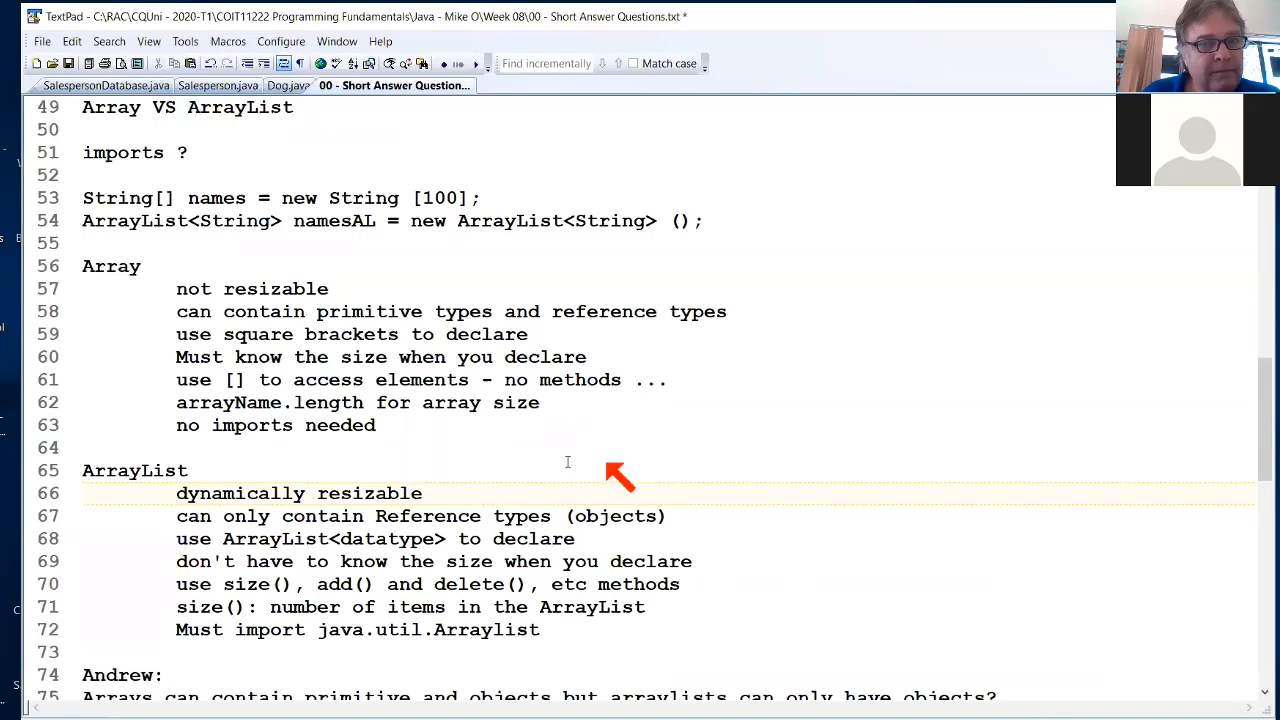 TextPad - C:\RAC\CQUni - 2020-T1\COIT11222 Programming Fundamentals\Java - Mike O\Week 08\00 - Short Answer Questions.txt *
File Edit Search View Tools Macros Configure Window Help
Find incrementally Match case
SalespersonDatabase.java Salesperson.java Dog.java 00 - Short Answer Question...
49 Array VS ArrayList
50
51 imports ?
52
53 String[] names = new String [100];
54 ArrayList<String> namesAL = new ArrayList<String> ();
55
56 Array
57 not resizable
58 can contain primitive types and reference types
59 use square brackets to declare
60 Must know the size when you declare
61 use [] to access elements - no methods ...
62 arrayName.length for array size
63 no imports needed
64
65 ArrayList
66 dynamically resizable
67 can only contain Reference types (objects)
68 use ArrayList<datatype> to declare
69 don't have to know the size when you declare
70 use size(), add() and delete(), etc methods
71 size(): number of items in the ArrayList
72 Must import java.util.Arraylist
73
74 Andrew:
75 Arrays can contain primitive and objects but arraylists can only have objects?